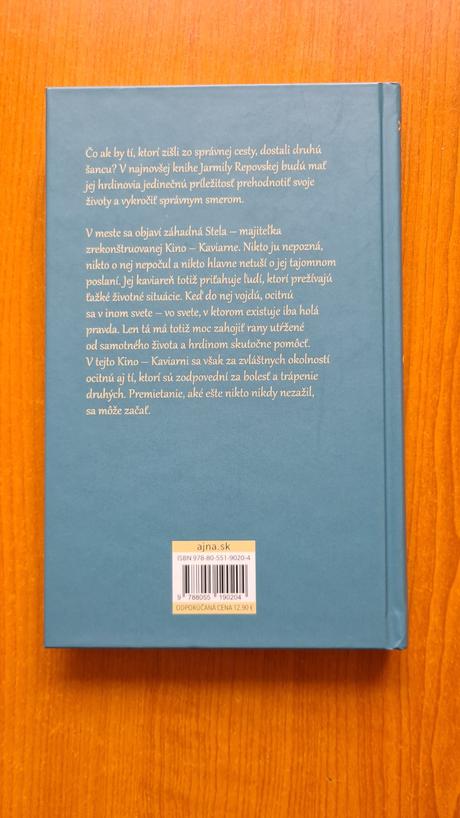 Čo ak by tí, ktorí zišli zo správnej cesty, dostali druhú
šancu? V najnovšej knihe Jarmily Repovskej budú mať
jej hrdinovia jedinečnú príležitosť prehodnotiť svoje
životy a vykročiť správnym smerom.
V meste sa objaví záhadná Stela – majiteľka
zrekonštruovanej Kino – Kaviarne. Nikto ju nepozná,
nikto o nej nepočul a nikto hlavne netuší o jej tajomnom
poslaní. Jej kaviareň totiž priťahuje ľudí, ktorí prežívajú
ťažké životné situácie. Keď do nej vojdú, ocitnú
sa v inom svete – vo svete, v ktorom existuje iba holá
pravda. Len tá má totiž moc zahojiť rany utŕžené
od samotného života a hrdinom skutočne pomôcť.
V tejto Kino – Kaviarni sa však za zvláštnych okolností
ocitnú aj tí, ktorí sú zodpovední za bolesť a trápenie
druhých. Premietanie, aké ešte nikto nikdy nezažil,
sa môže začať.
ajna.sk
ISBN 978-80-551-9020-4
9 788055 190204
ODPORÚČANÁ CENA 12,90 €